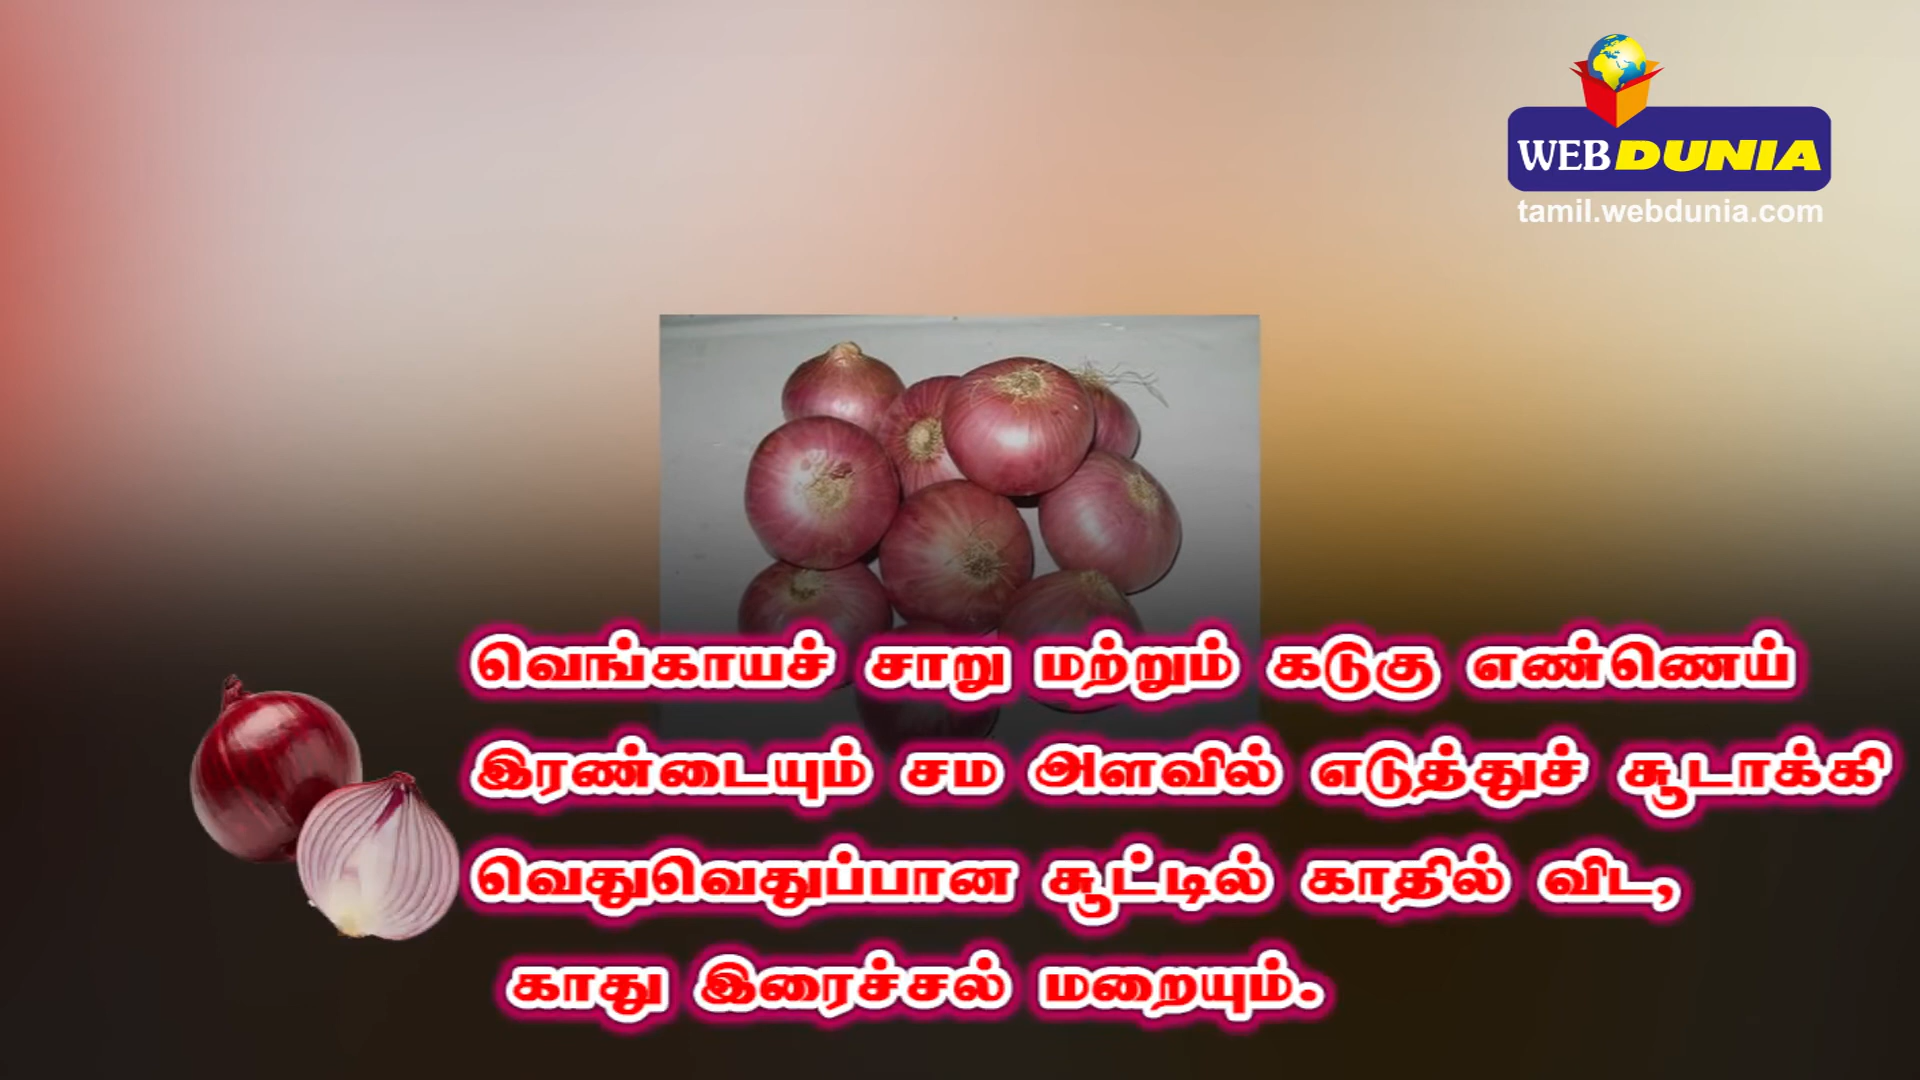 WEBDUNIA
tamil.webdunia.com
வெங்காயச் சாறு மற்றும் கடுகு எண்ணெய்
இரண்டையும் சம அளவில் எடுத்துச் சூடாக்கி
வெதுவெதுப்பான சூட்டில் காதில் விட,
காது இரைச்சல் மறையும்.